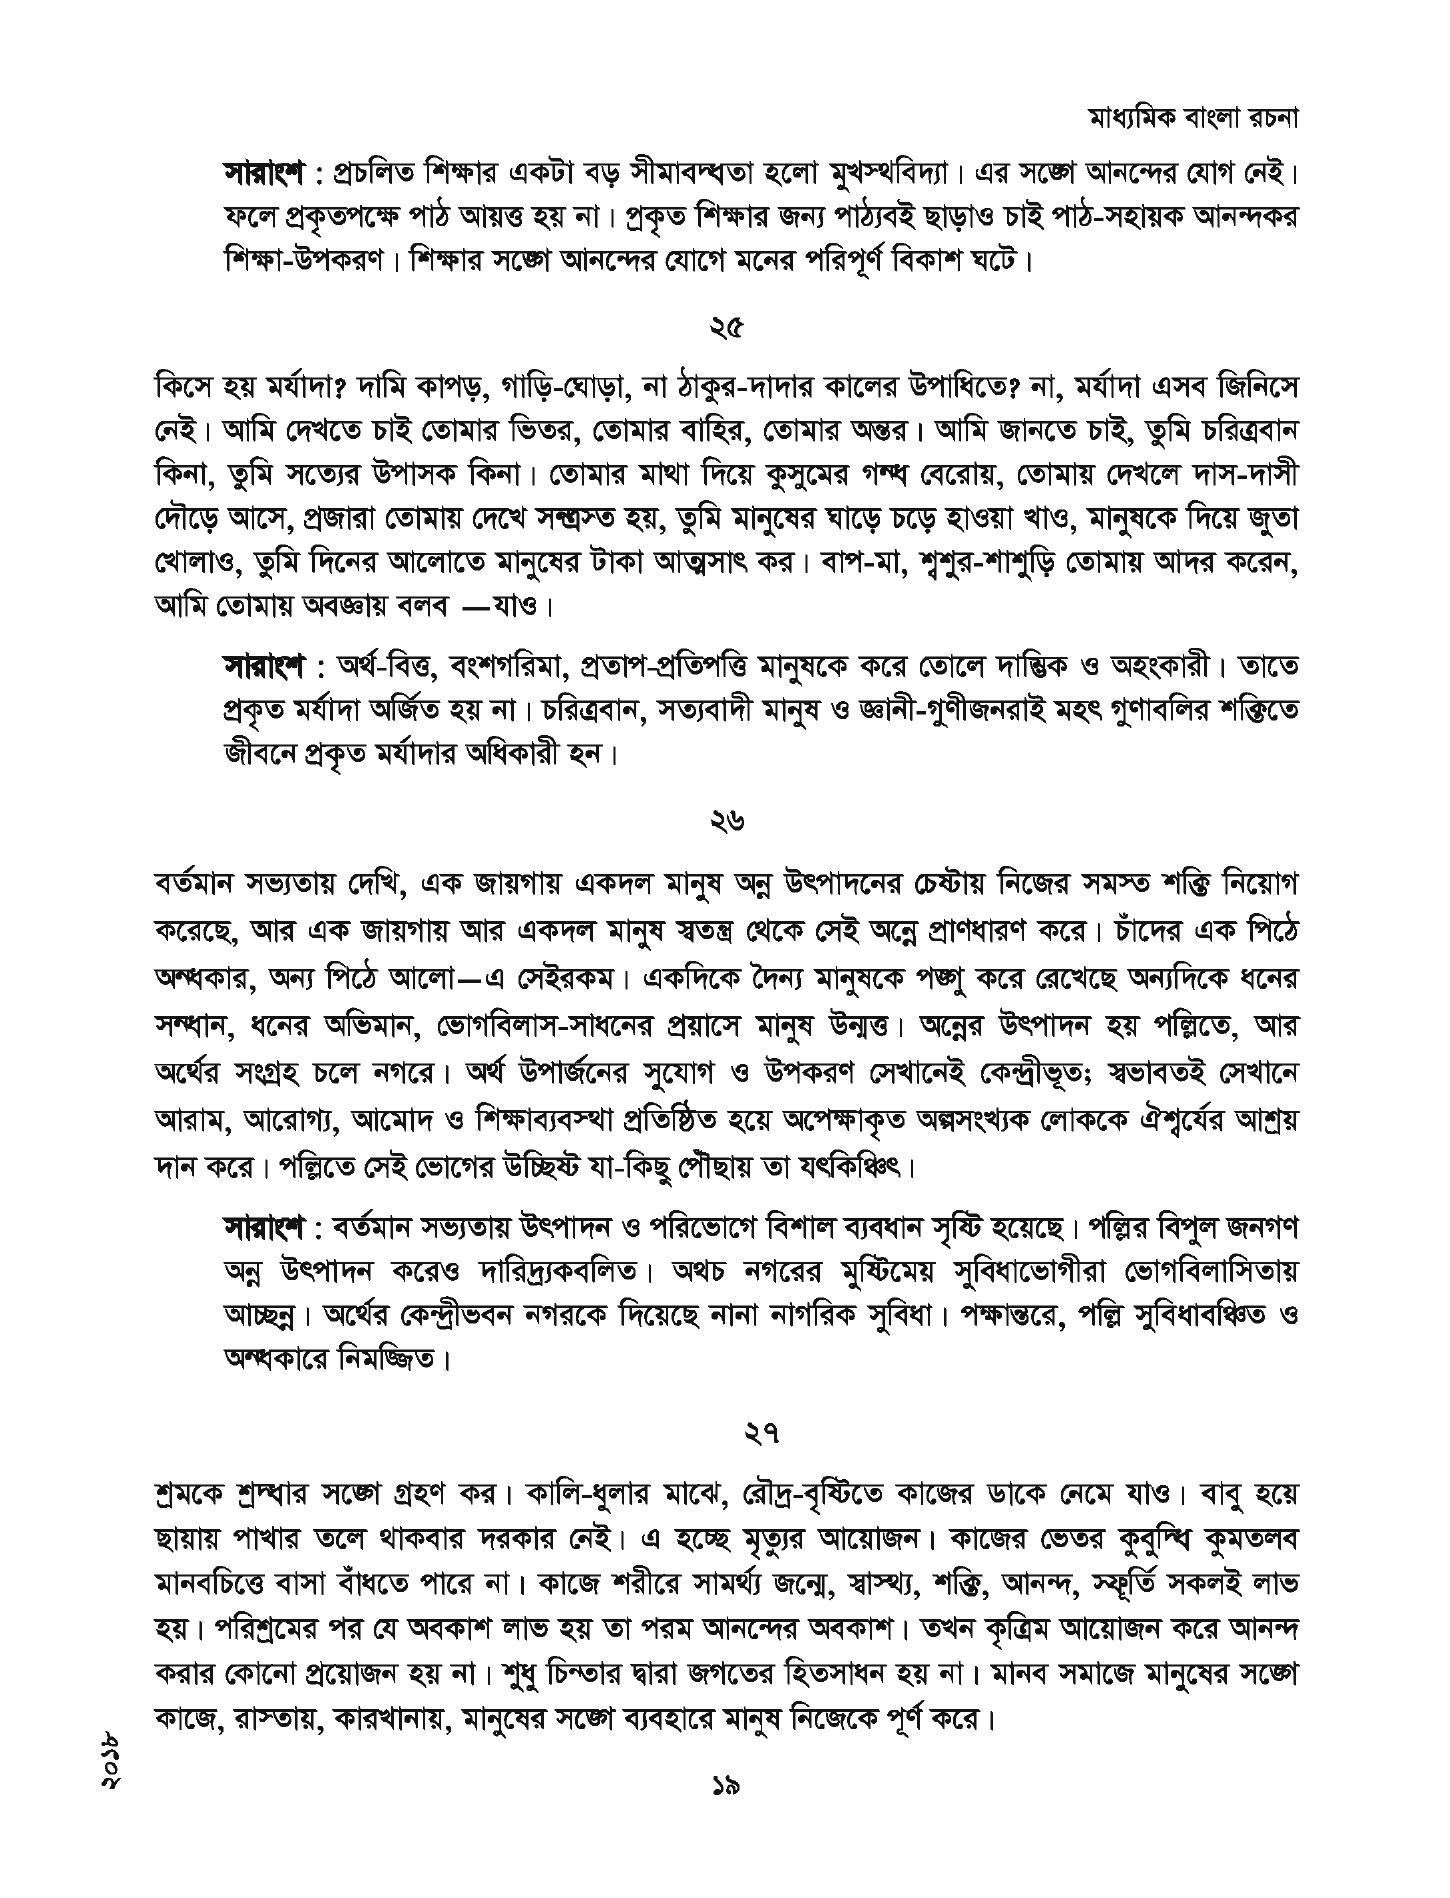 মাধ্যমিক বাংলা রচনা
সারাংশ : প্রচলিত শিক্ষার একটা বড় সীমাবদ্ধতা হলো মুখস্থবিদ্যা। এর সঙ্গে আনন্দের যোগ নেই।
ফলে প্রকৃতপক্ষে পাঠ আয়ত্ত হয় না। প্রকৃত শিক্ষার জন্য পাঠ্যবই ছাড়াও চাই পাঠ-সহায়ক আনন্দকর
শিক্ষা-উপকরণ। শিক্ষার সঙ্গে আনন্দের যোগে মনের পরিপূর্ণ বিকাশ ঘটে।
২৫
কিসে হয় মর্যাদা? দামি কাপড়, গাড়ি-ঘোড়া, না ঠাকুর-দাদার কালের উপাধিতে? না, মর্যাদা এসব জিনিসে
নেই। আমি দেখতে চাই তোমার ভিতর, তোমার বাহির, তোমার অন্তর। আমি জানতে চাই, তুমি চরিত্রবান
কিনা, তুমি সত্যের উপাসক কিনা। তোমার মাথা দিয়ে কুসুমের গন্ধ বেরোয়, তোমায় দেখলে দাস-দাসী
দৌড়ে আসে, প্রজারা তোমায় দেখে সন্ত্রস্ত হয়, তুমি মানুষের ঘাড়ে চড়ে হাওয়া খাও, মানুষকে দিয়ে জুতা
খোলাও, তুমি দিনের আলোতে মানুষের টাকা আত্মসাৎ কর। বাপ-মা, শ্বশুর-শাশুড়ি তোমায় আদর করেন,
আমি তোমায় অবজ্ঞায় বলব —যাও।
সারাংশ : অর্থ-বিত্ত, বংশগরিমা, প্রতাপ-প্রতিপত্তি মানুষকে করে তোলে দাম্ভিক ও অহংকারী। তাতে
প্রকৃত মর্যাদা অর্জিত হয় না। চরিত্রবান, সত্যবাদী মানুষ ও জ্ঞানী-গুণীজনরাই মহৎ গুণাবলির শক্তিতে
জীবনে প্রকৃত মর্যাদার অধিকারী হন।
২৬
বর্তমান সভ্যতায় দেখি, এক জায়গায় একদল মানুষ অন্ন উৎপাদনের চেষ্টায় নিজের সমস্ত শক্তি নিয়োগ
করেছে, আর এক জায়গায় আর একদল মানুষ স্বতন্ত্র থেকে সেই অন্নে প্রাণধারণ করে। চাঁদের এক পিঠে
অন্ধকার, অন্য পিঠে আলো—এ সেইরকম। একদিকে দৈন্য মানুষকে পঙ্গু করে রেখেছে অন্যদিকে ধনের
সন্ধান, ধনের অভিমান, ভোগবিলাস-সাধনের প্রয়াসে মানুষ উন্মত্ত। অন্নের উৎপাদন হয় পল্লিতে, আর
অর্থের সংগ্রহ চলে নগরে। অর্থ উপার্জনের সুযোগ ও উপকরণ সেখানেই কেন্দ্রীভূত; স্বভাবতই সেখানে
আরাম, আরোগ্য, আমোদ ও শিক্ষাব্যবস্থা প্রতিষ্ঠিত হয়ে অপেক্ষাকৃত অল্পসংখ্যক লোককে ঐশ্বর্যের আশ্রয়
দান করে। পল্লিতে সেই ভোগের উচ্ছিষ্ট যা-কিছু পৌঁছায় তা যৎকিঞ্চিৎ।
সারাংশ : বর্তমান সভ্যতায় উৎপাদন ও পরিভোগে বিশাল ব্যবধান সৃষ্টি হয়েছে। পল্লির বিপুল জনগণ
অন্ন উৎপাদন করেও দারিদ্র্যকবলিত। অথচ নগরের মুষ্টিমেয় সুবিধাভোগীরা ভোগবিলাসিতায়
আচ্ছন্ন। অর্থের কেন্দ্রীভবন নগরকে দিয়েছে নানা নাগরিক সুবিধা। পক্ষান্তরে, পল্লি সুবিধাবঞ্চিত ও
অন্ধকারে নিমজ্জিত।
২৭
শ্রমকে শ্রদ্ধার সঙ্গে গ্রহণ কর। কালি-ধূলার মাঝে, রৌদ্র-বৃষ্টিতে কাজের ডাকে নেমে যাও। বাবু হয়ে
ছায়ায় পাখার তলে থাকবার দরকার নেই। এ হচ্ছে মৃত্যুর আয়োজন। কাজের ভেতর কুবুদ্ধি কুমতলব
মানবচিত্তে বাসা বাঁধতে পারে না। কাজে শরীরে সামর্থ্য জন্মে, স্বাস্থ্য, শক্তি, আনন্দ, স্ফূর্তি সকলই লাভ
হয়। পরিশ্রমের পর যে অবকাশ লাভ হয় তা পরম আনন্দের অবকাশ। তখন কৃত্রিম আয়োজন করে আনন্দ
করার কোনো প্রয়োজন হয় না। শুধু চিন্তার দ্বারা জগতের হিতসাধন হয় না। মানব সমাজে মানুষের সঙ্গে
কাজে, রাস্তায়, কারখানায়, মানুষের সঙ্গে ব্যবহারে মানুষ নিজেকে পূর্ণ করে।
২০১৮
১৯